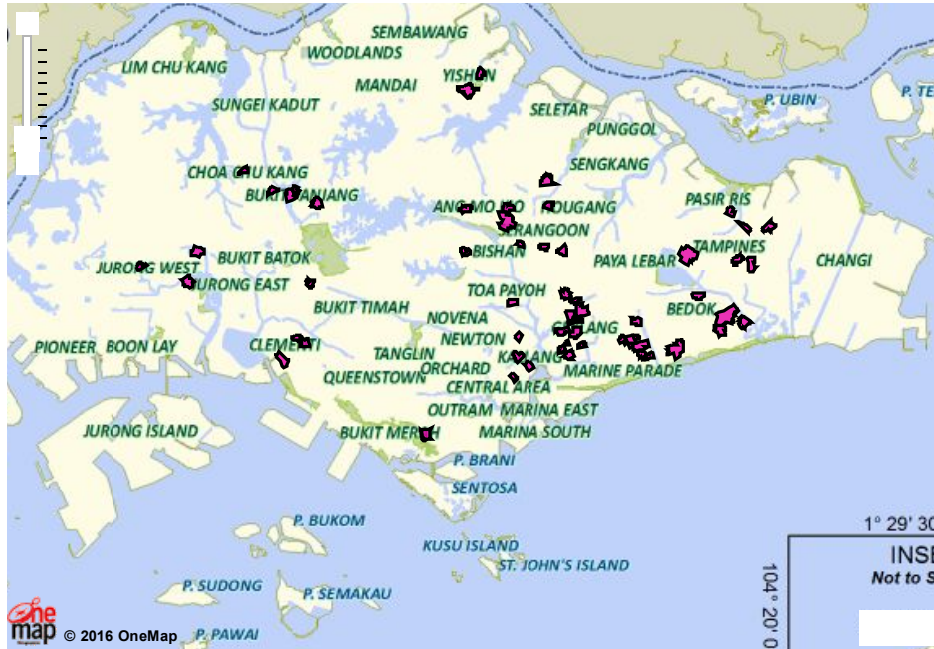 SEMBAWANG
WOODLANDS
LIM CHU KANG
YISHUN
MANDAI
SUNGEI KADUT
SELETAR
P. UBIN
P. TE
PUNGGOL
SENGKANG
CHOA CHU KANG
BUKIT PANJANG
PASIR RIS
ANG MO KIO
HOUGANG
SERANGOON
BISHAN
TAMPINES
PAYA LEBAR
CHANGI
BUKIT BATOK
JURONG WEST
JURONG EAST
TOA PAYOH
BUKIT TIMAH
BEDOK
NOVENA
GEYLANG
NEWTON
PIONEER
BOON LAY
CLEMENTI
TANGLIN
KALLANG
ORCHARD
MARINE PARADE
QUEENSTOWN
CENTRAL AREA
OUTRAM
MARINA EAST
JURONG ISLAND
BUKIT MERAH
MARINA SOUTH
P. BRANI
SENTOSA
P. BUKOM
1° 29' 30
KUSU ISLAND
INSE
ST. JOHN'S ISLAND
Not to S
104° 20' 0
P. SUDONG
P. SEMAKAU
One
map
© 2016 OneMap
P. PAWAI